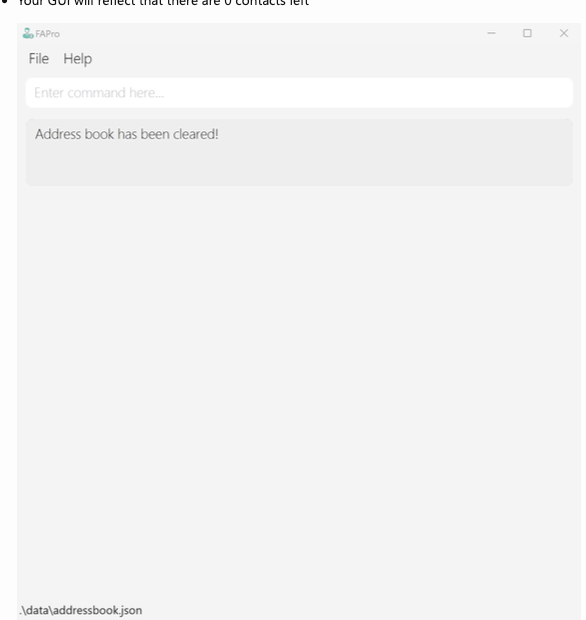 Your GUI will reflect that there are 0 contacts left
FAPro
File Help
Enter command here...
Address book has been cleared!
.\data\addressbook.json